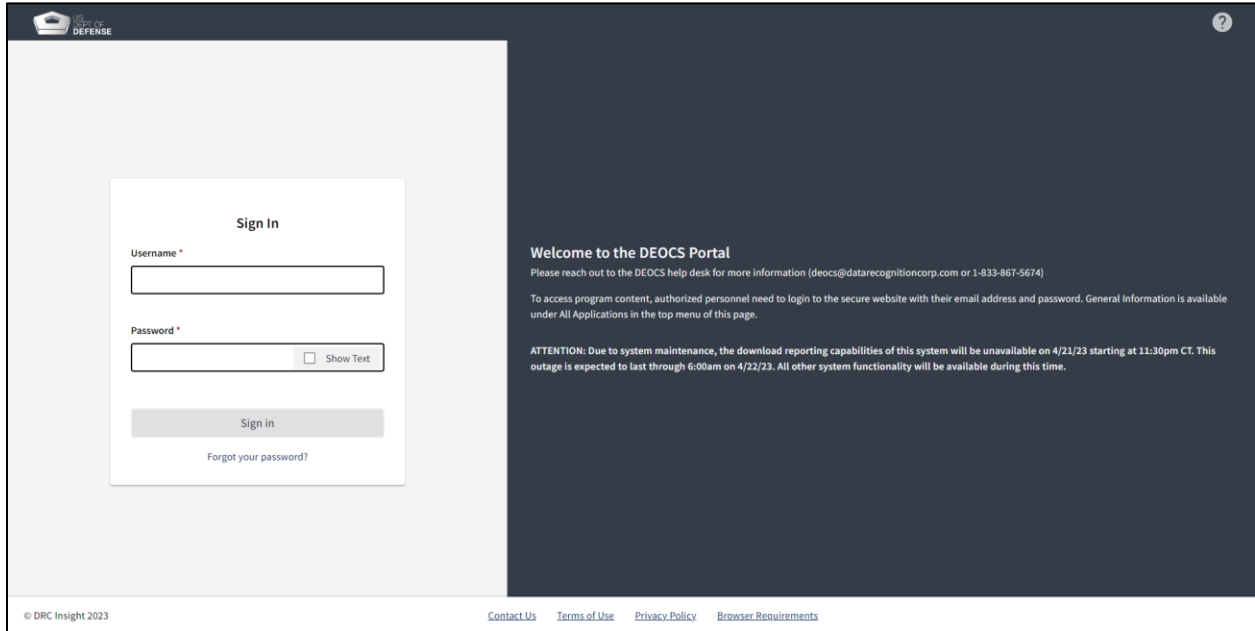 U.S.
DEPT OF
DEFENSE
?
Sign In
Username *
Password *
Show Text
Sign in
Forgot your password?
Welcome to the DEOCS Portal
Please reach out to the DEOCS help desk for more information (deocs@datarecognitioncorp.com or 1-833-867-5674)
To access program content, authorized personnel need to login to the secure website with their email address and password. General Information is available
under All Applications in the top menu of this page.
ATTENTION: Due to system maintenance, the download reporting capabilities of this system will be unavailable on 4/21/23 starting at 11:30pm CT. This
outage is expected to last through 6:00am on 4/22/23. All other system functionality will be available during this time.
© DRC Insight 2023
Contact Us Terms of Use Privacy Policy Browser Requirements